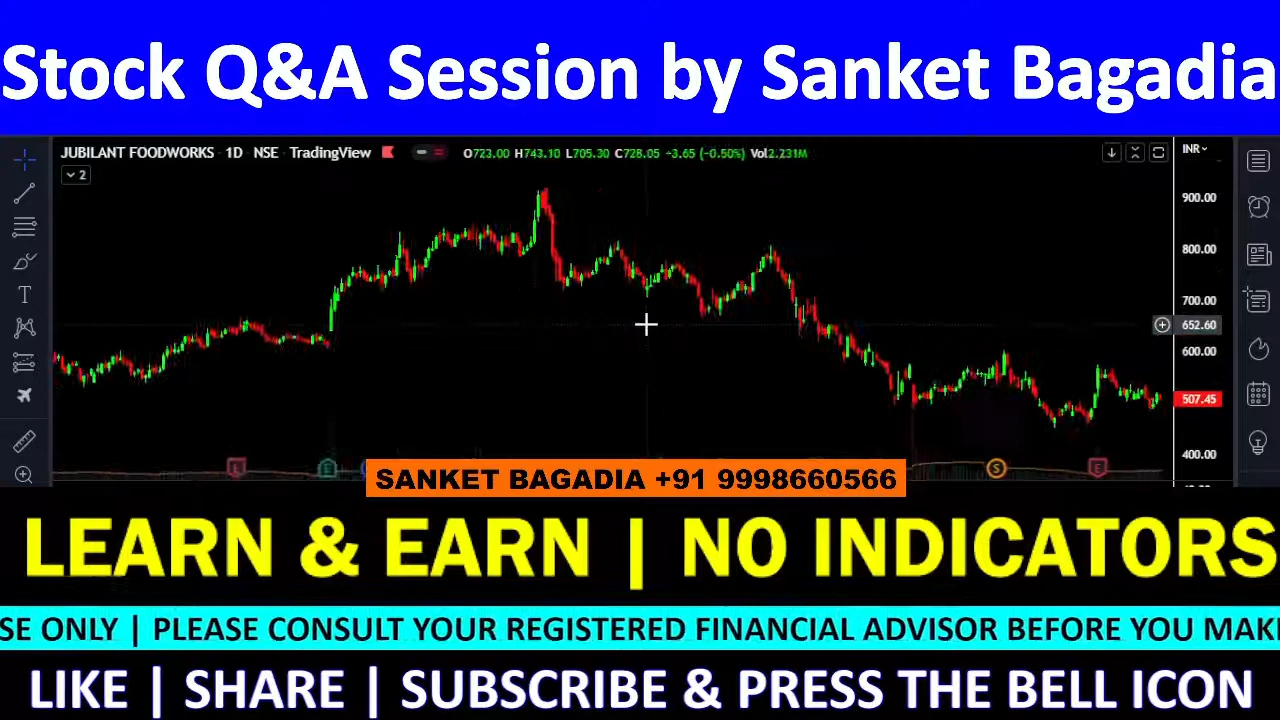 Stock Q&A Session by Sanket Bagadia
JUBILANT FOODWORKS · 1D · NSE · TradingView O723.00 H743.10 L705.30 C728.05 −3.65 (−0.50%) Vol2.231M
INR
2
900.00
800.00
700.00
652.60
600.00
507.45
400.00
L E S E
SANKET BAGADIA +91 9998660566
LEARN & EARN | NO INDICATORS
SE ONLY | PLEASE CONSULT YOUR REGISTERED FINANCIAL ADVISOR BEFORE YOU MAK
LIKE | SHARE | SUBSCRIBE & PRESS THE BELL ICON